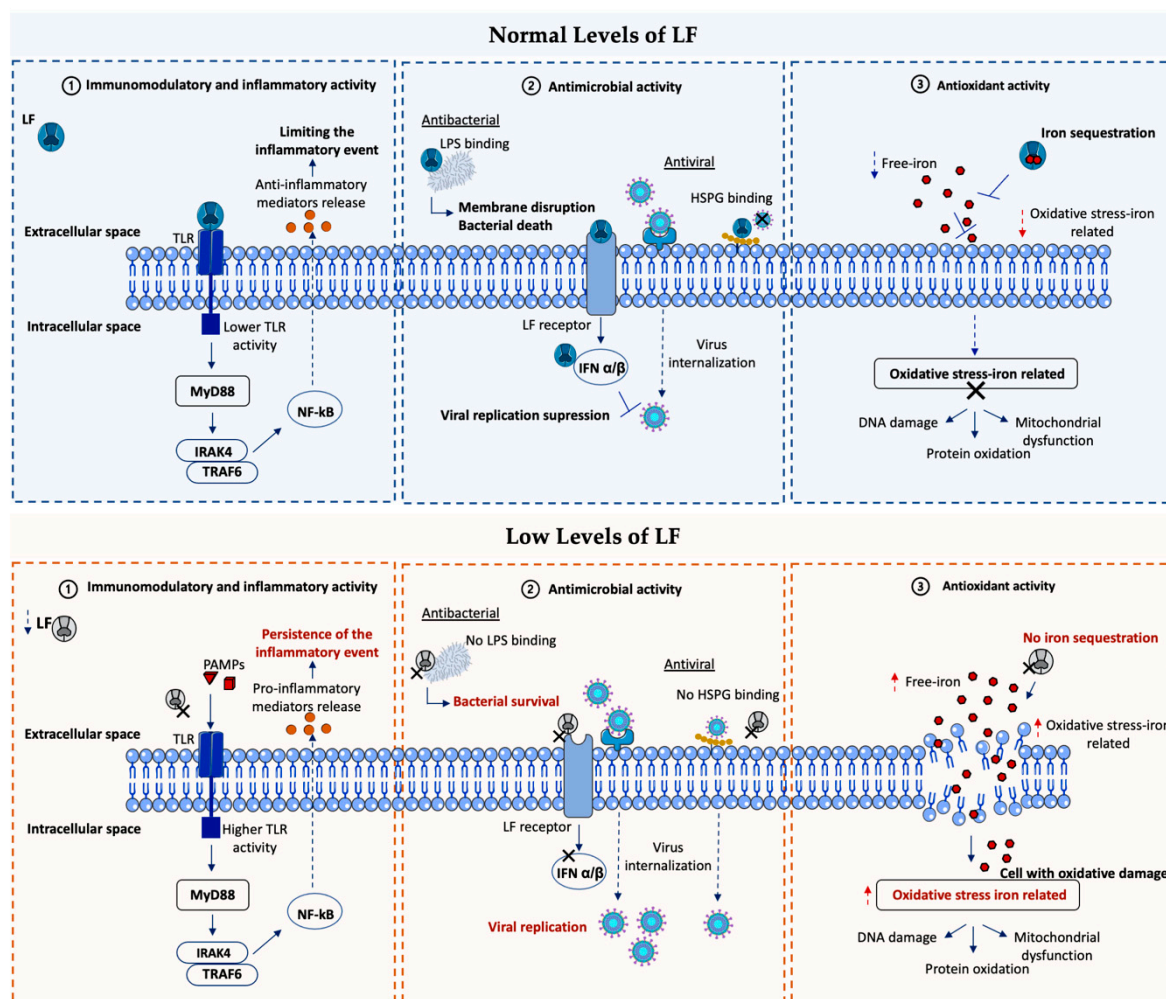 Normal Levels of LF
1 Immunomodulatory and inflammatory activity
LF
Limiting the
inflammatory event
Anti-inflammatory
mediators release
Extracellular space
TLR
Intracellular space
Lower TLR
activity
MyD88
NF-kB
IRAK4
TRAF6
2 Antimicrobial activity
Antibacterial
LPS binding
Antiviral
Membrane disruption
Bacterial death
HSPG binding
LF receptor
IFN α/β
Virus
internalization
Viral replication supression
3 Antioxidant activity
Iron sequestration
Free-iron
Oxidative stress-iron
related
Oxidative stress-iron related
DNA damage
Mitochondrial
dysfunction
Protein oxidation
Low Levels of LF
1 Immunomodulatory and inflammatory activity
LF
PAMPs
Persistence of the
inflammatory event
Pro-inflammatory
mediators release
Extracellular space
TLR
Intracellular space
Higher TLR
activity
MyD88
NF-kB
IRAK4
TRAF6
2 Antimicrobial activity
Antibacterial
No LPS binding
Antiviral
Bacterial survival
No HSPG binding
LF receptor
IFN α/β
Virus
internalization
Viral replication
3 Antioxidant activity
No iron sequestration
Free-iron
Oxidative stress-iron
related
Cell with oxidative damage
Oxidative stress iron related
DNA damage
Mitochondrial
dysfunction
Protein oxidation